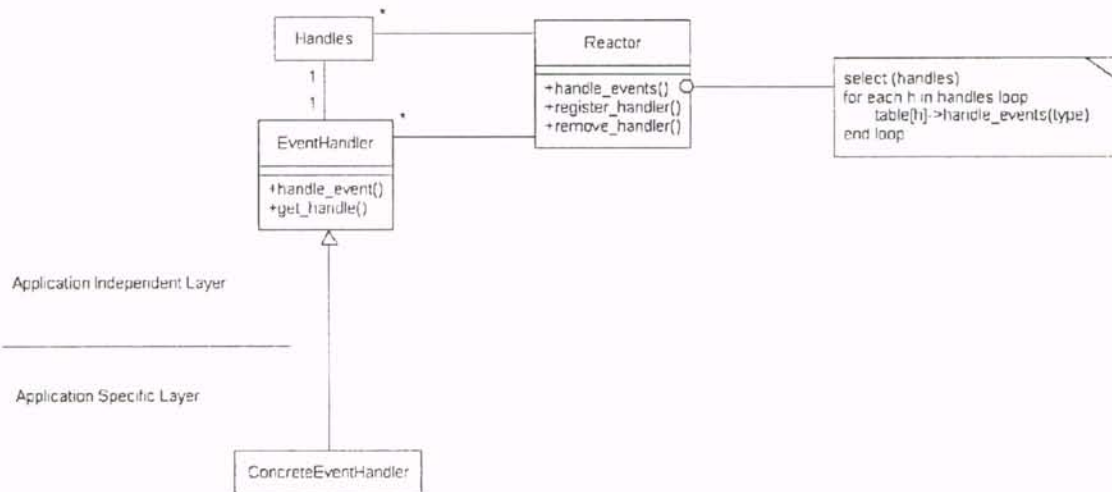 *
Handles
Reactor
1
1
+handle_events()
+register_handler()
+remove_handler()
select (handles)
for each h in handles loop
table[h]->handle_events(type)
end loop
*
EventHandler
+handle_event()
+get_handle()
Application Independent Layer
Application Specific Layer
ConcreteEventHandler